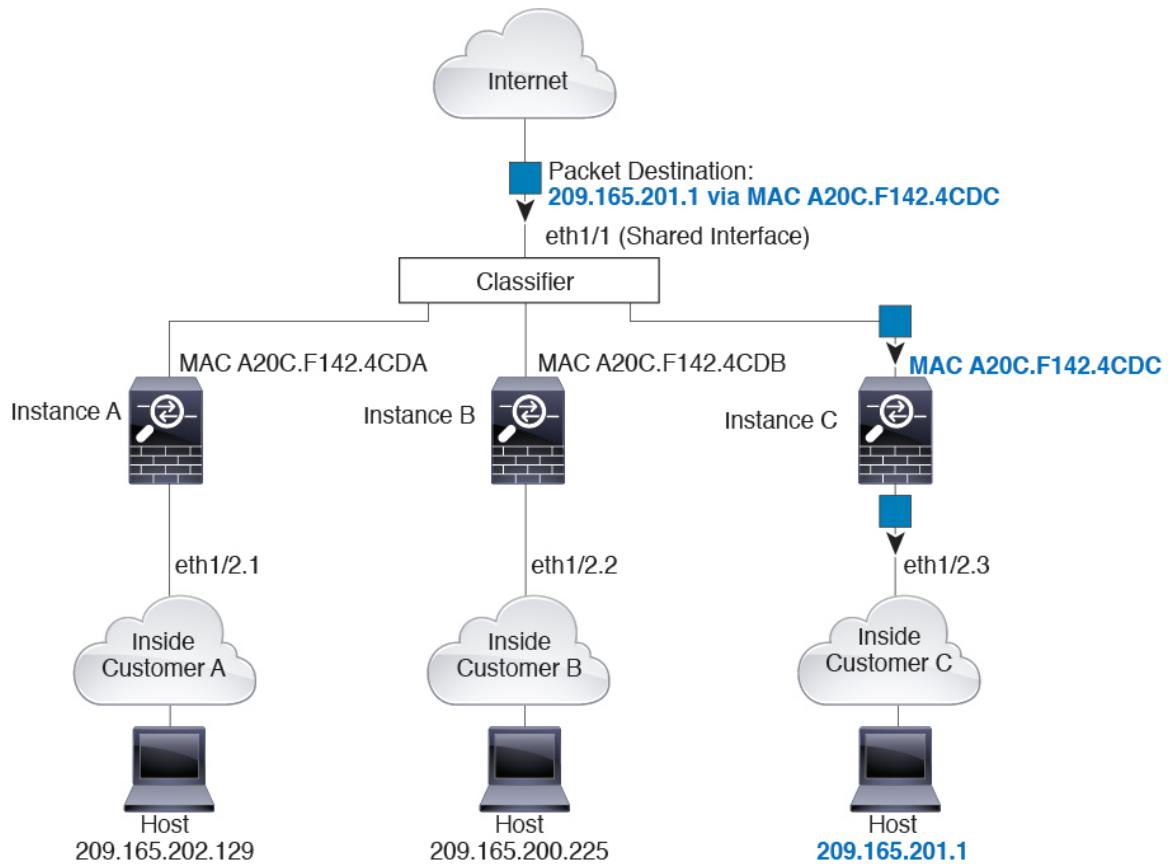 Internet
Packet Destination:
209.165.201.1 via MAC A20C.F142.4CDC
eth1/1 (Shared Interface)
Classifier
MAC A20C.F142.4CDA
MAC A20C.F142.4CDB
MAC A20C.F142.4CDC
Instance A
Instance B
Instance C
eth1/2.1
eth1/2.2
eth1/2.3
Inside
Customer A
Inside
Customer B
Inside
Customer C
Host
209.165.202.129
Host
209.165.200.225
Host
209.165.201.1